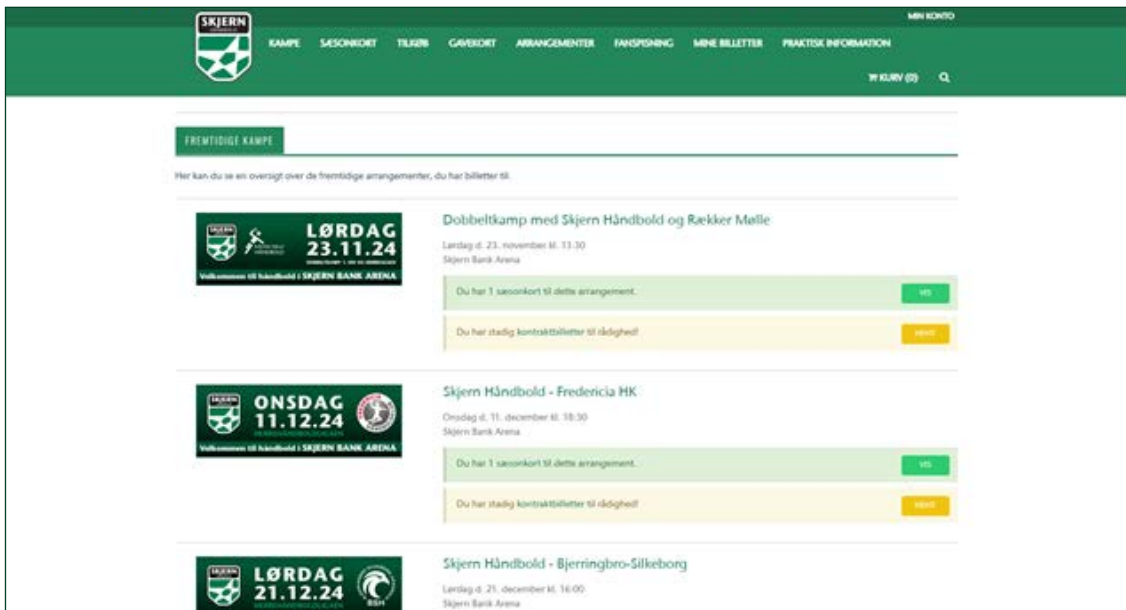 SKJERN
MIN KONTO
KAMPE SÆSONKORT TILKØB GAVEKORT ARRANGEMENTER FANSPISNING MINE BILLETTER PRAKTISK INFORMATION
KURV (0)
FREMTIDIGE KAMPE
Her kan du se en oversigt over de fremtidige arrangementer, du har billetter til.
SKJERN
LØRDAG
23.11.24
Velkommen til håndbold i SKJERN BANK ARENA
Dobbeltkamp med Skjern Håndbold og Rækker Mølle
Lørdag d. 23. november kl. 13:30
Skjern Bank Arena
Du har 1 sæsonkort til dette arrangement.
VIS
Du har stadig kontraktbilletter til rådighed!
HENT
SKJERN
ONSDAG
11.12.24
Velkommen til håndbold i SKJERN BANK ARENA
Skjern Håndbold - Fredericia HK
Onsdag d. 11. december kl. 18:30
Skjern Bank Arena
Du har 1 sæsonkort til dette arrangement.
VIS
Du har stadig kontraktbilletter til rådighed!
HENT
SKJERN
LØRDAG
21.12.24
BSH
Skjern Håndbold - Bjerringbro-Silkeborg
Lørdag d. 21. december kl. 16:00
Skjern Bank Arena